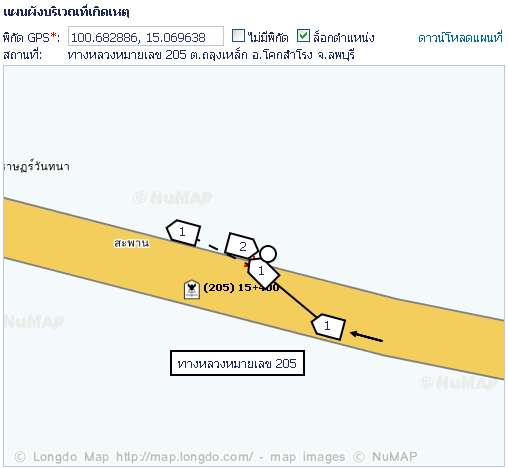 แผนผังบริเวณที่เกิดเหตุ
พิกัด GPS*: 100.682886, 15.069638 ไม่มีพิกัด ล็อกตำแหน่ง ดาวน์โหลดแผนที่
สถานที่: ทางหลวงหมายเลข 205 ต.ถลุงเหล็ก อ.โคกสำโรง จ.ลพบุรี
ราษฎร์วันทนา
© NuMAP
1
2
สะพาน
1
(205) 15+400
NuMAP
1
ทางหลวงหมายเลข 205
© NuMAP
© Longdo Map http://map.longdo.com/ - map images © NuMAP